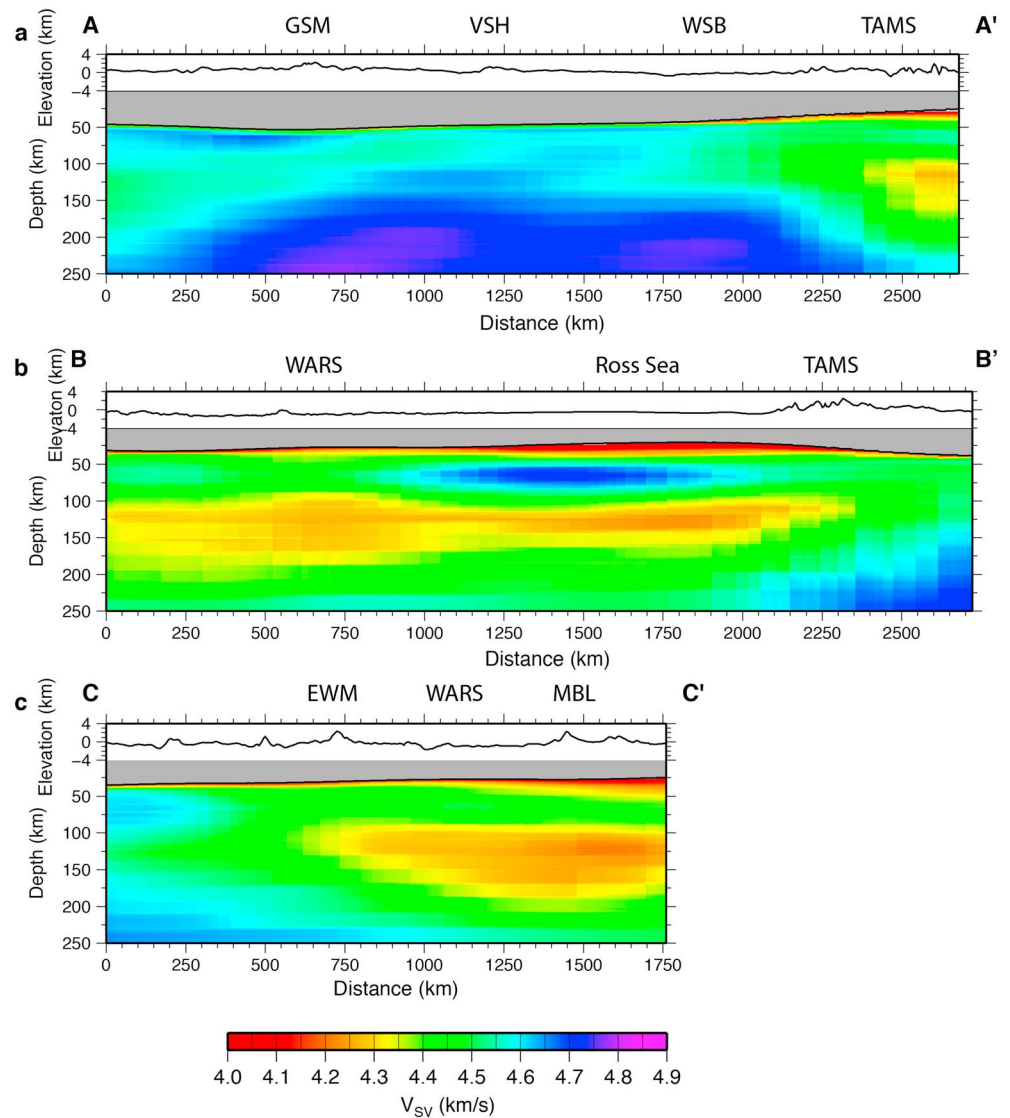 a A GSM VSH WSB TAMS A'
Elevation (km)
4
0
−4
Depth (km)
50
100
150
200
250
0 250 500 750 1000 1250 1500 1750 2000 2250 2500
Distance (km)
b B WARS Ross Sea TAMS B’
Elevaton (km)
4
0
−4
Depth (km)
50
100
150
200
250
0 250 500 750 1000 1250 1500 1750 2000 2250 2500
Distance (km)
c C EWM WARS MBL C'
Elevation (km)
4
0
−4
Depth (km)
50
100
150
200
250
0 250 500 750 1000 1250 1500 1750
Distance (km)
4.0 4.1 4.2 4.3 4.4 4.5 4.6 4.7 4.8 4.9
VSV (km/s)